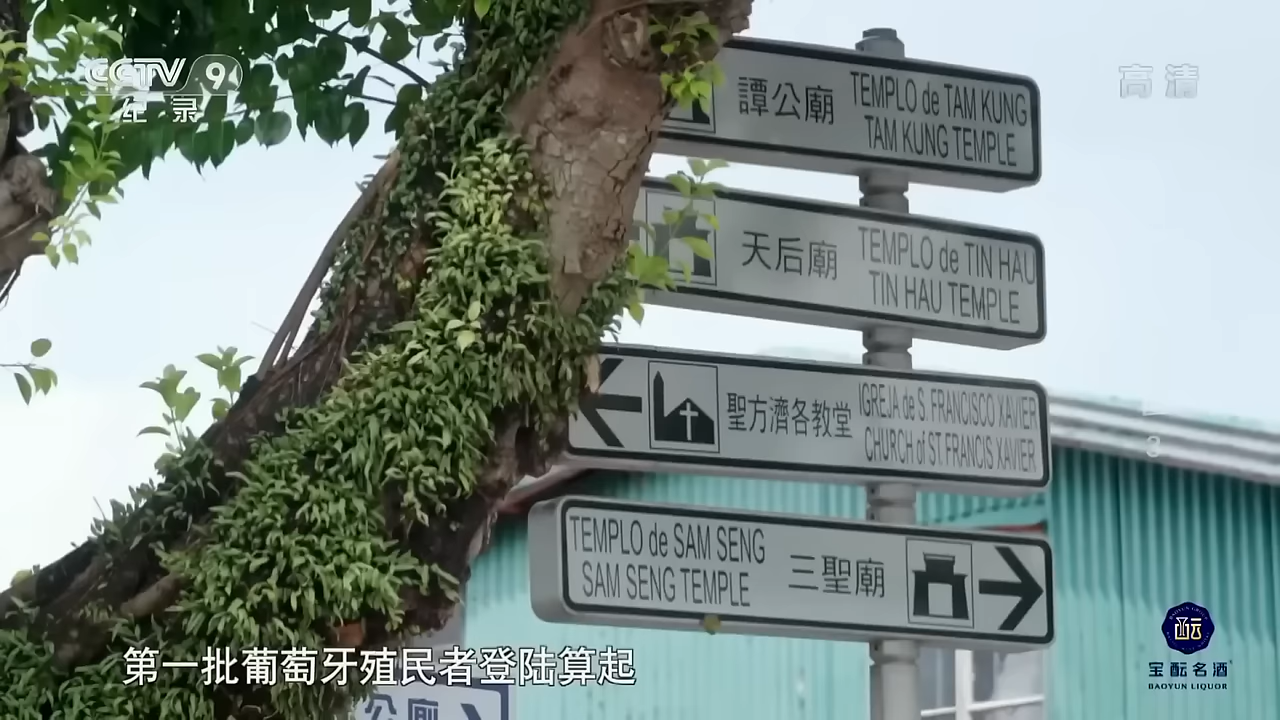 CCTV 9
纪录
高清
譚公廟
TEMPLO de TAM KUNG
TAM KUNG TEMPLE
天后廟
TEMPLO de TIN HAU
TIN HAU TEMPLE
聖方濟各教堂
IGREJA de S. FRANCISCO XAVIER
CHURCH of ST. FRANCIS XAVIER
TEMPLO de SAM SENG
SAM SENG TEMPLE
三聖廟
第一批葡萄牙殖民者登陆算起
公廁
宝酝名酒
BAOYUN LIQUOR